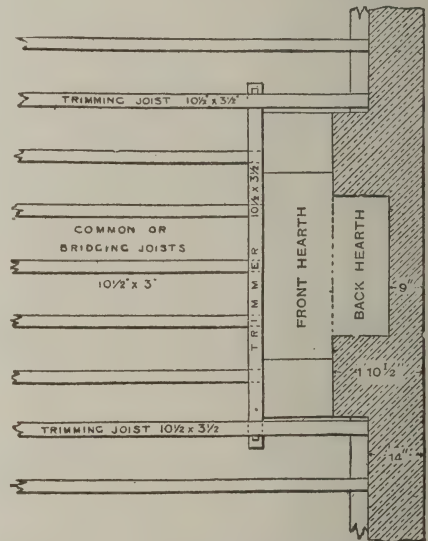 TRIMMING JOIST 10½" x 3½"
10½ x 3½
TRIMMER
COMMON OR
BRIDGING JOISTS
10½" x 3"
FRONT HEARTH
BACK HEARTH
9"
1 10½"
TRIMMING JOIST 10½ x 3½
14"